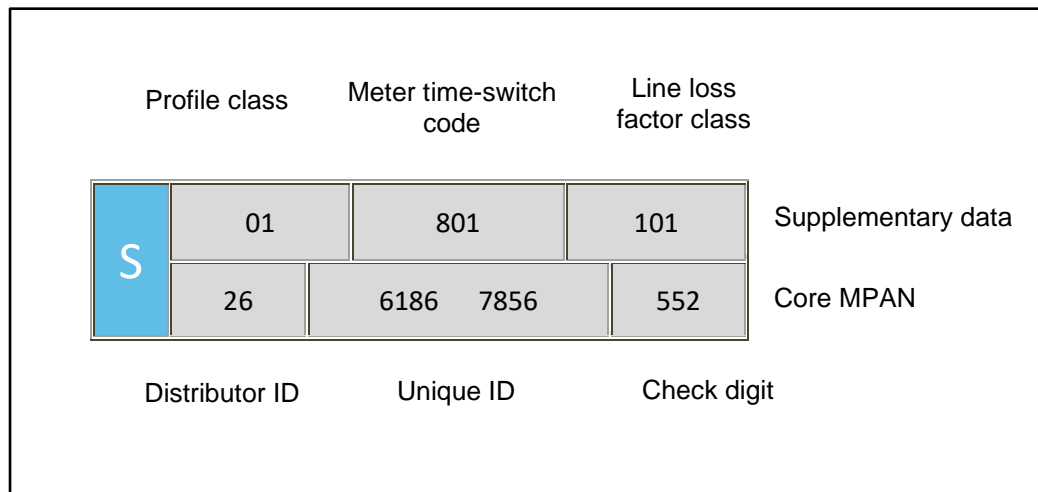 Profile class
Meter time-switch
code
Line loss
factor class
S
01 801 101
Supplementary data
26 6186 7856 552
Core MPAN
Distributor ID
Unique ID
Check digit